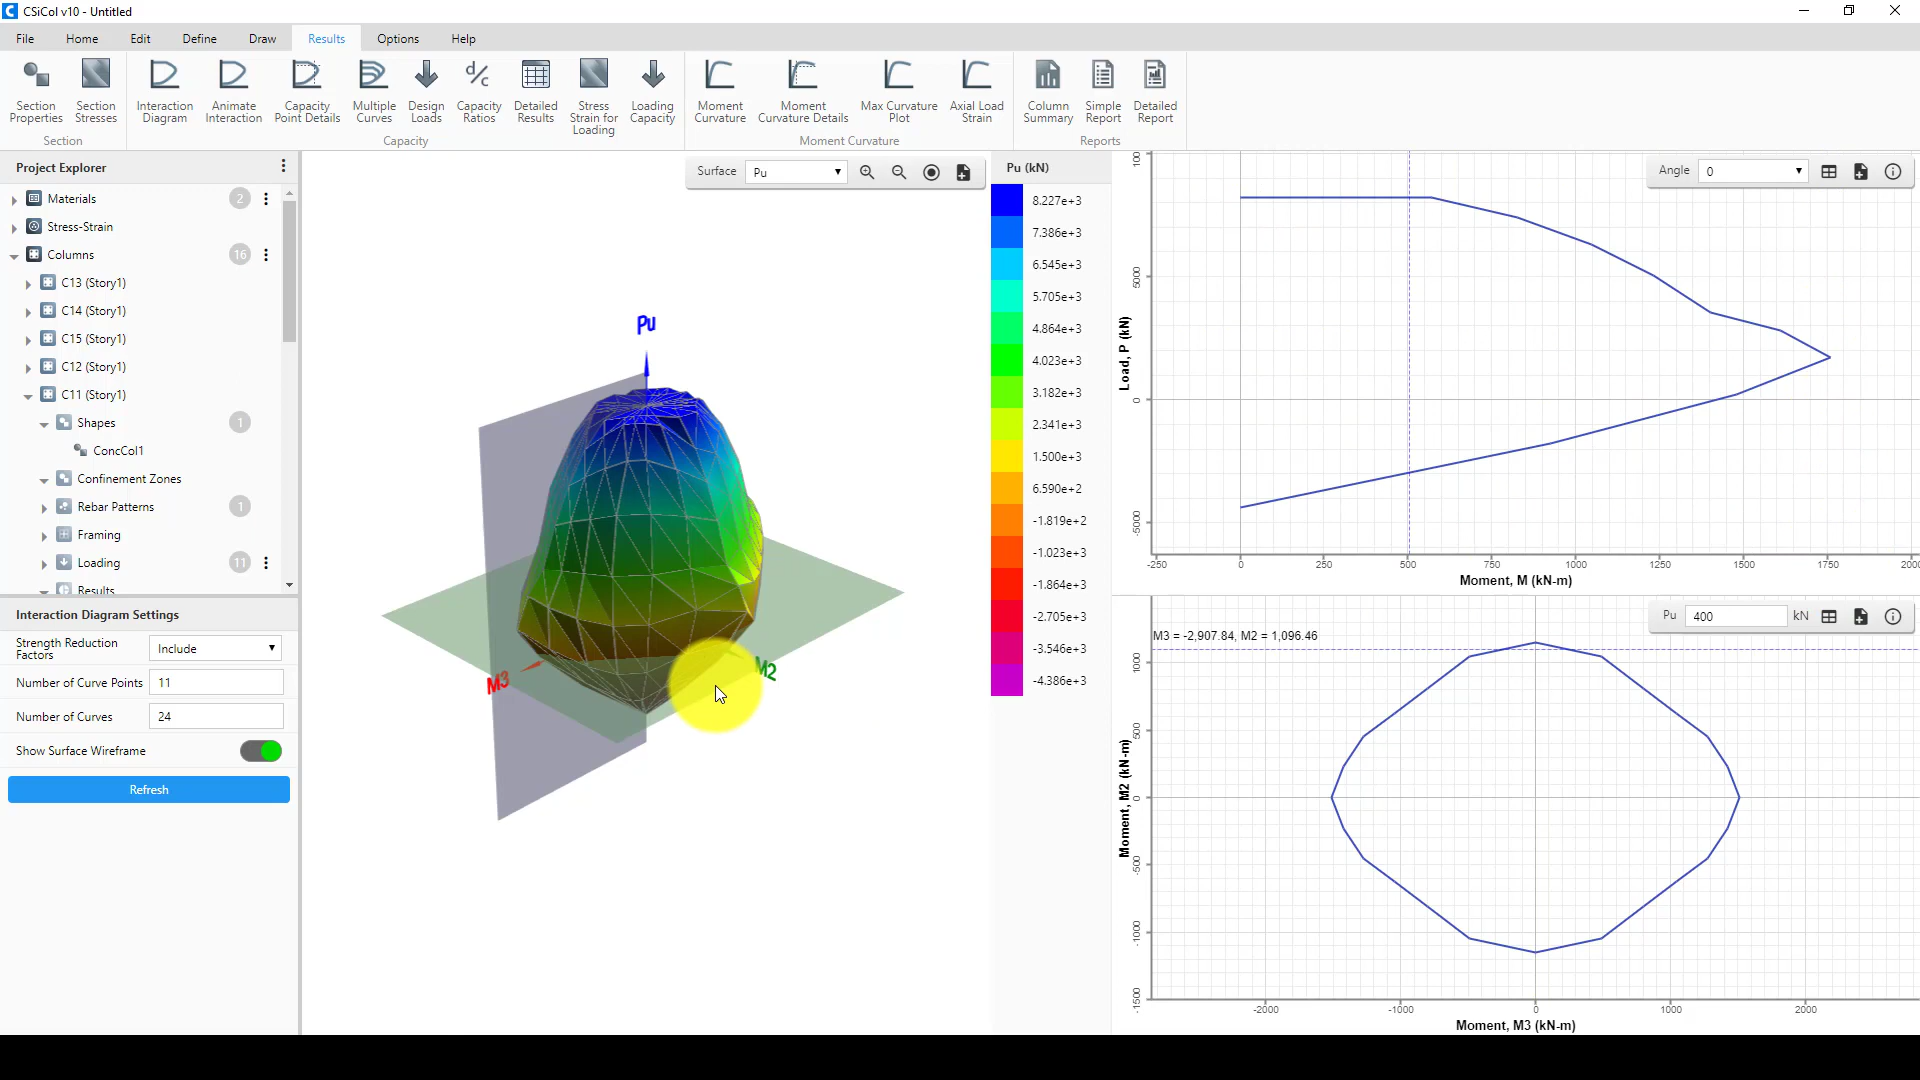 CSiCol v10 - Untitled
File Home Edit Define Draw Results Options Help
Section Properties
Section Stresses
Interaction Diagram
Animate Interaction
Capacity Point Details
Multiple Curves
Design Loads
Capacity Ratios
Detailed Results
Stress Strain for Loading
Loading Capacity
Moment Curvature
Moment Curvature Details
Max Curvature Plot
Axial Load Strain
Column Summary
Simple Report
Detailed Report
Section Capacity Moment Curvature Reports
Project Explorer
Materials 2
Stress-Strain
Columns 16
C13 (Story1)
C14 (Story1)
C15 (Story1)
C12 (Story1)
C11 (Story1)
Shapes 1
ConcCol1
Confinement Zones
Rebar Patterns 1
Framing
Loading 11
Results
Interaction Diagram Settings
Strength Reduction Factors Include
Number of Curve Points 11
Number of Curves 24
Show Surface Wireframe
Refresh
Surface Pu
Pu
M3
M2
Pu (kN)
8.227e+3
7.386e+3
6.545e+3
5.705e+3
4.864e+3
4.023e+3
3.182e+3
2.341e+3
1.500e+3
6.590e+2
-1.819e+2
-1.023e+3
-1.864e+3
-2.705e+3
-3.546e+3
-4.386e+3
Angle 0
Load, P (kN)
5000
0
-5000
-250 0 250 500 750 1000 1250 1500 1750
Moment, M (kN-m)
Pu 400 kN
M3 = -2,907.84, M2 = 1,096.46
Moment, M2 (kN-m)
1000
500
0
-500
-1000
-1500
-2000 -1000 0 1000 2000
Moment, M3 (kN-m)